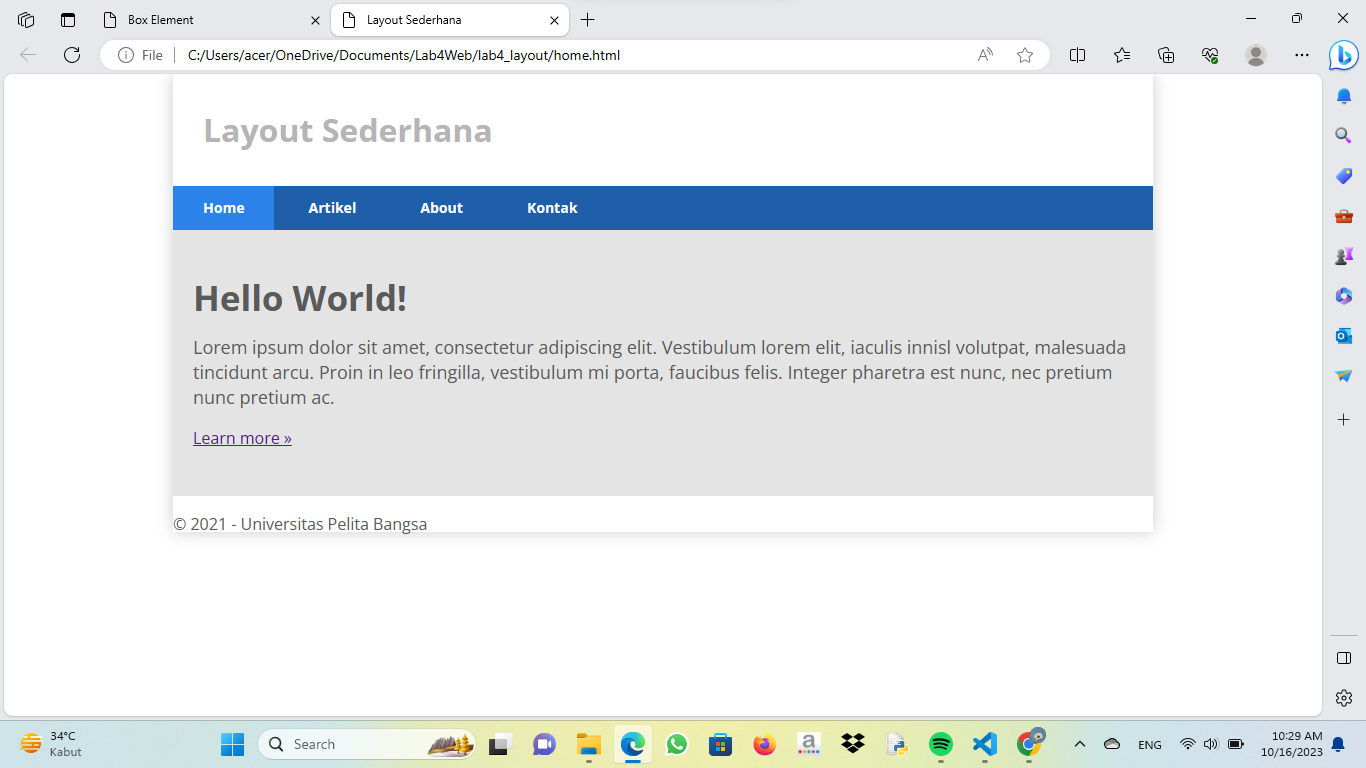 Box Element
Layout Sederhana
File
C:/Users/acer/OneDrive/Documents/Lab4Web/lab4_layout/home.html
Layout Sederhana
Home Artikel About Kontak
Hello World!
Lorem ipsum dolor sit amet, consectetur adipiscing elit. Vestibulum lorem elit, iaculis innisl volutpat, malesuada
tincidunt arcu. Proin in leo fringilla, vestibulum mi porta, faucibus felis. Integer pharetra est nunc, nec pretium
nunc pretium ac.
Learn more »
© 2021 - Universitas Pelita Bangsa
34°C
Kabut
Search
ENG
10:29 AM
10/16/2023